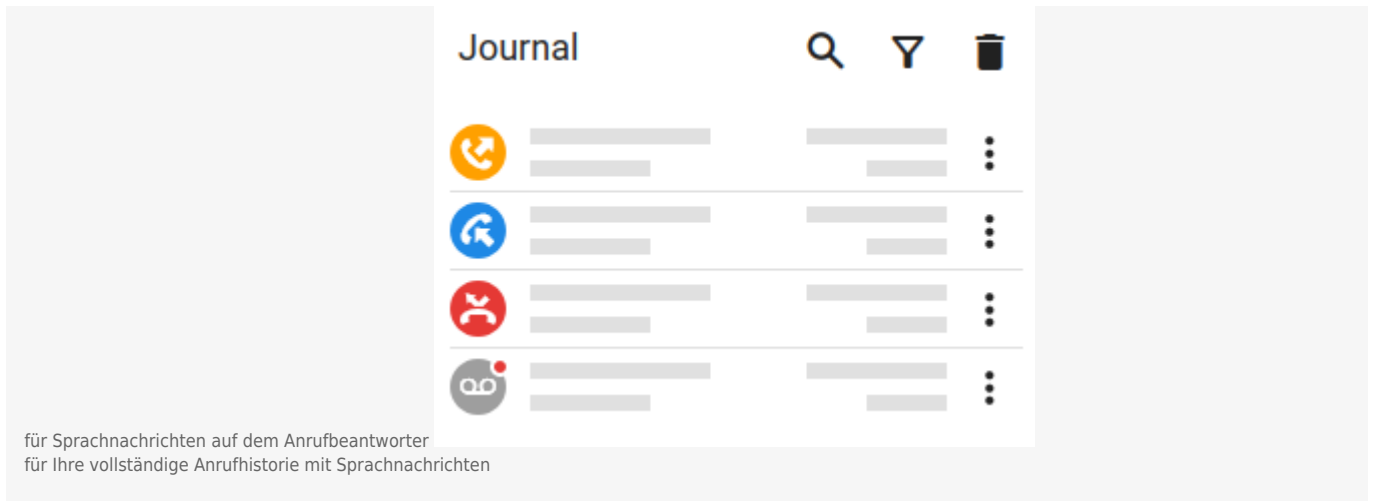 Journal
für Sprachnachrichten auf dem Anrufbeantworter
für Ihre vollständige Anrufhistorie mit Sprachnachrichten